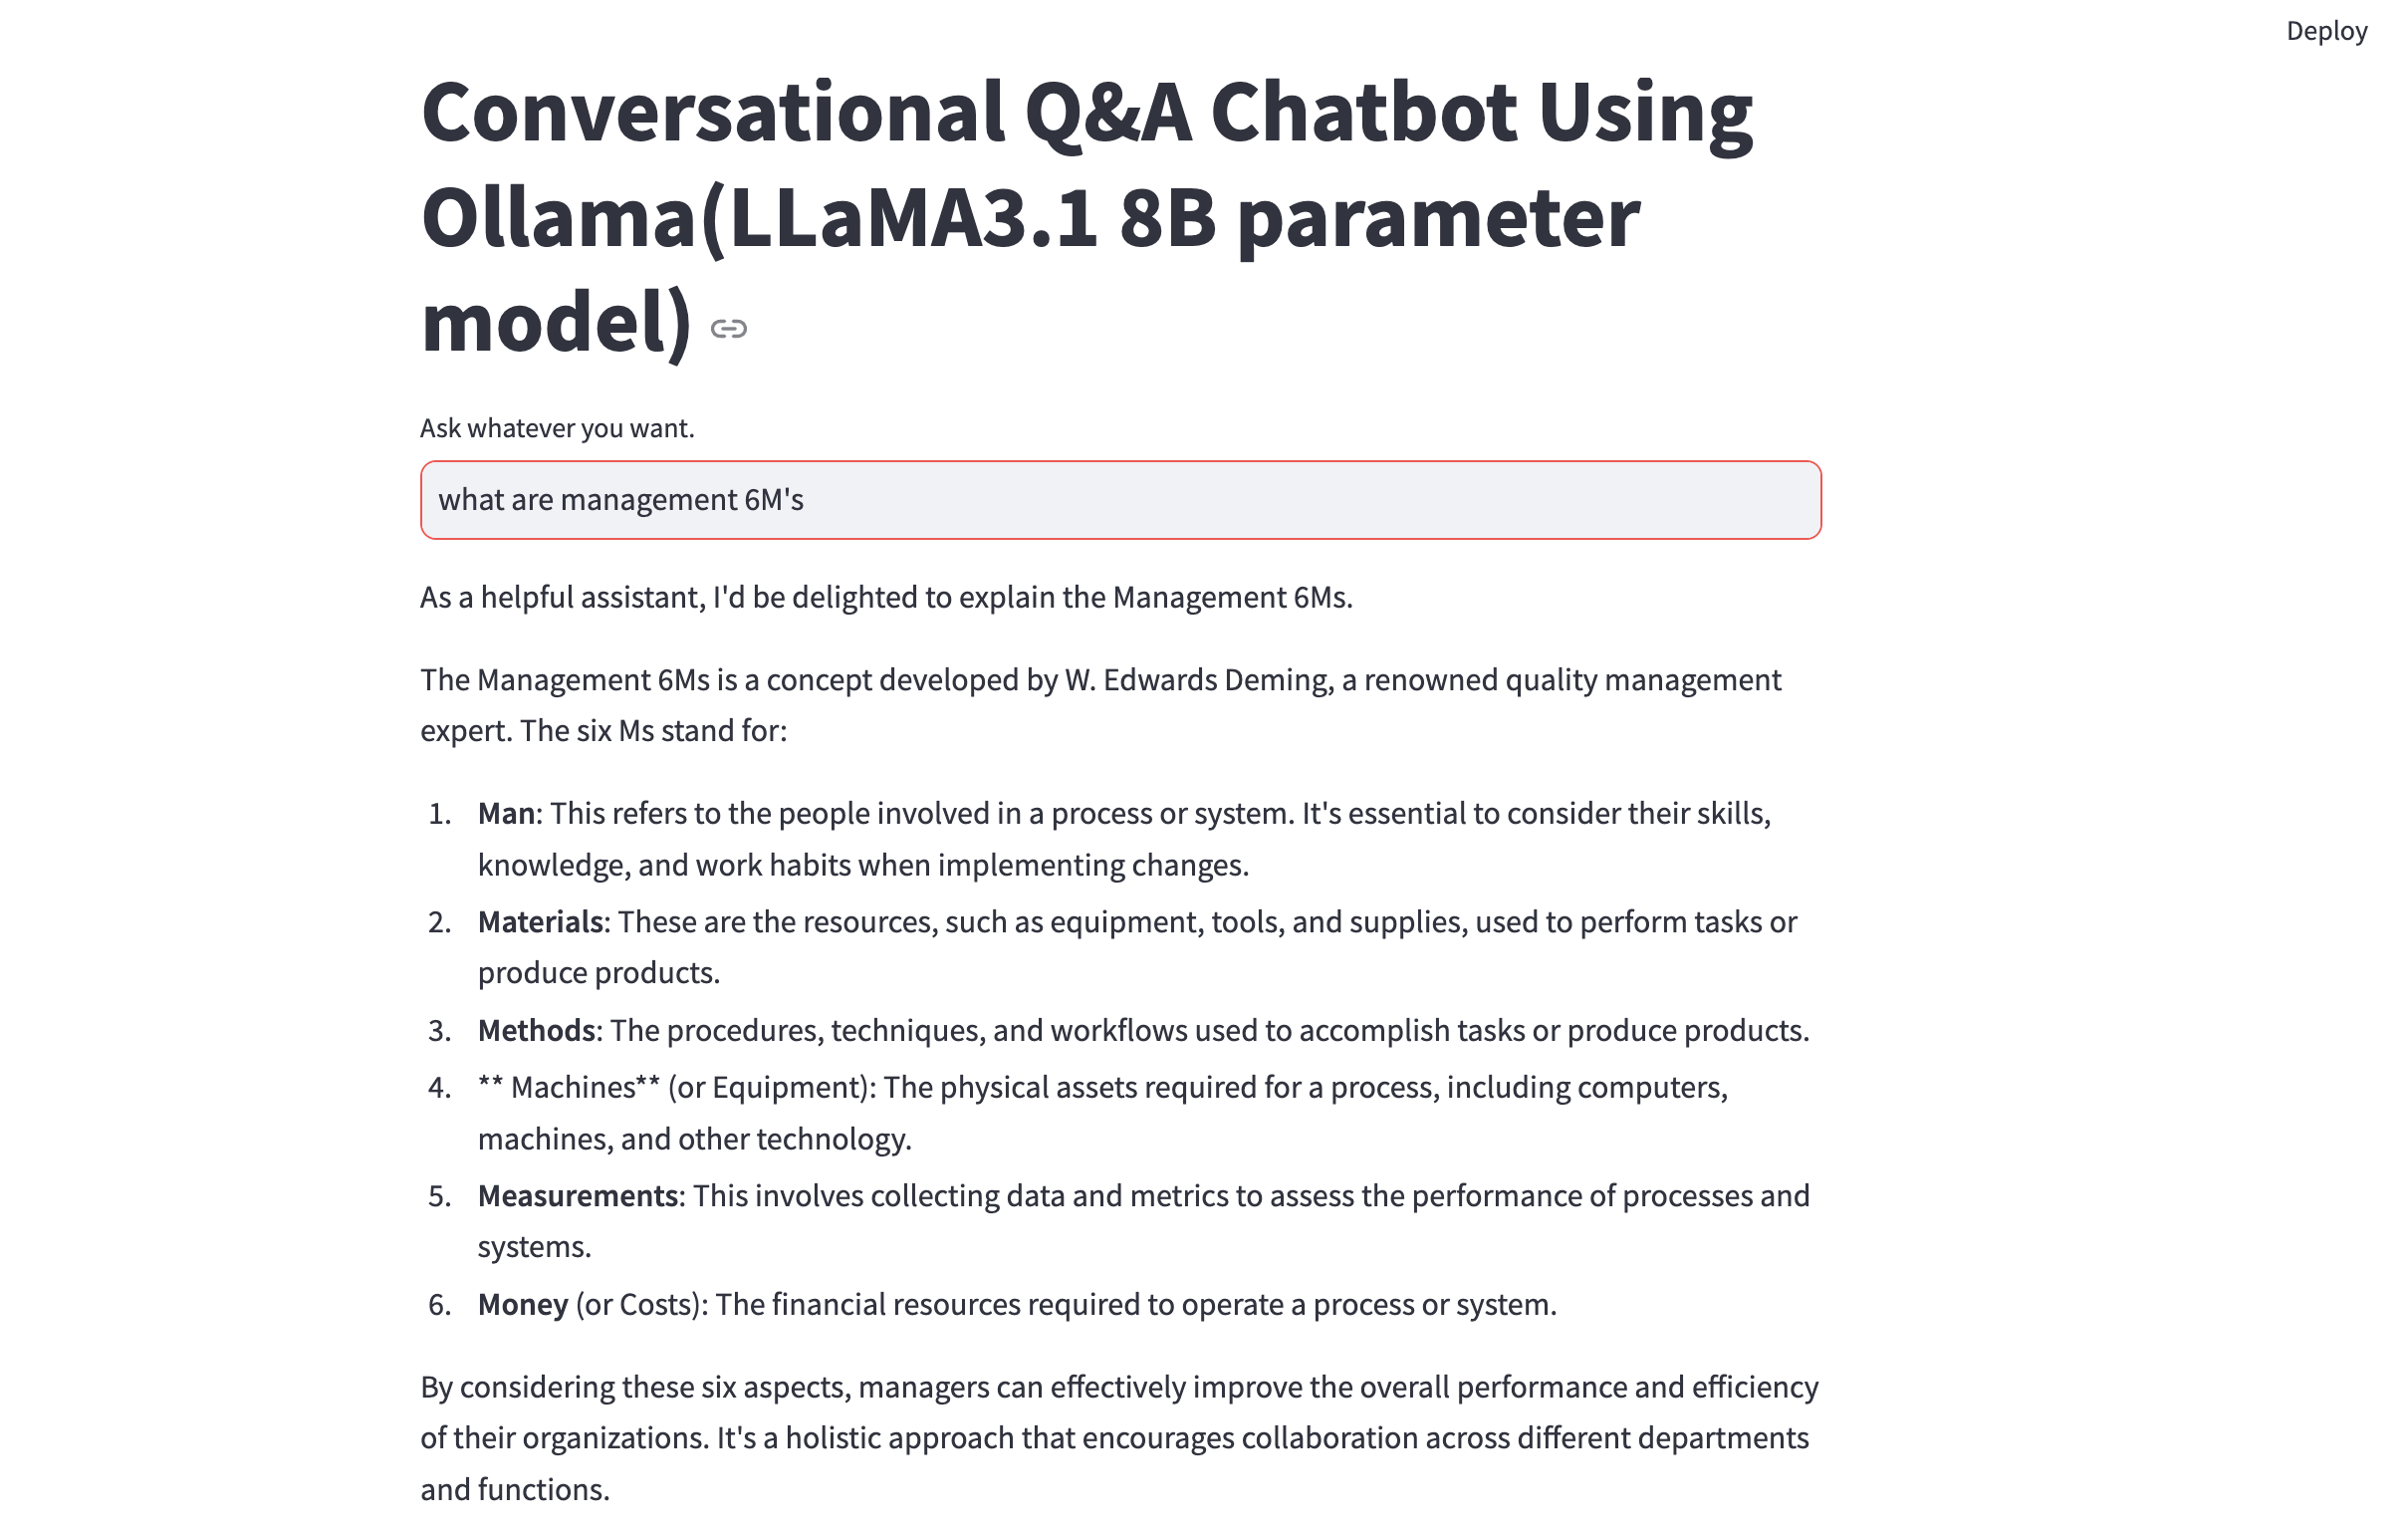 Deploy
Conversational Q&A Chatbot Using
Ollama(LLaMA3.1 8B parameter
model)
Ask whatever you want.
what are management 6M's
As a helpful assistant, I'd be delighted to explain the Management 6Ms.
The Management 6Ms is a concept developed by W. Edwards Deming, a renowned quality management
expert. The six Ms stand for:
1. Man: This refers to the people involved in a process or system. It's essential to consider their skills,
knowledge, and work habits when implementing changes.
2. Materials: These are the resources, such as equipment, tools, and supplies, used to perform tasks or
produce products.
3. Methods: The procedures, techniques, and workflows used to accomplish tasks or produce products.
4. ** Machines** (or Equipment): The physical assets required for a process, including computers,
machines, and other technology.
5. Measurements: This involves collecting data and metrics to assess the performance of processes and
systems.
6. Money (or Costs): The financial resources required to operate a process or system.
By considering these six aspects, managers can effectively improve the overall performance and efficiency
of their organizations. It's a holistic approach that encourages collaboration across different departments
and functions.